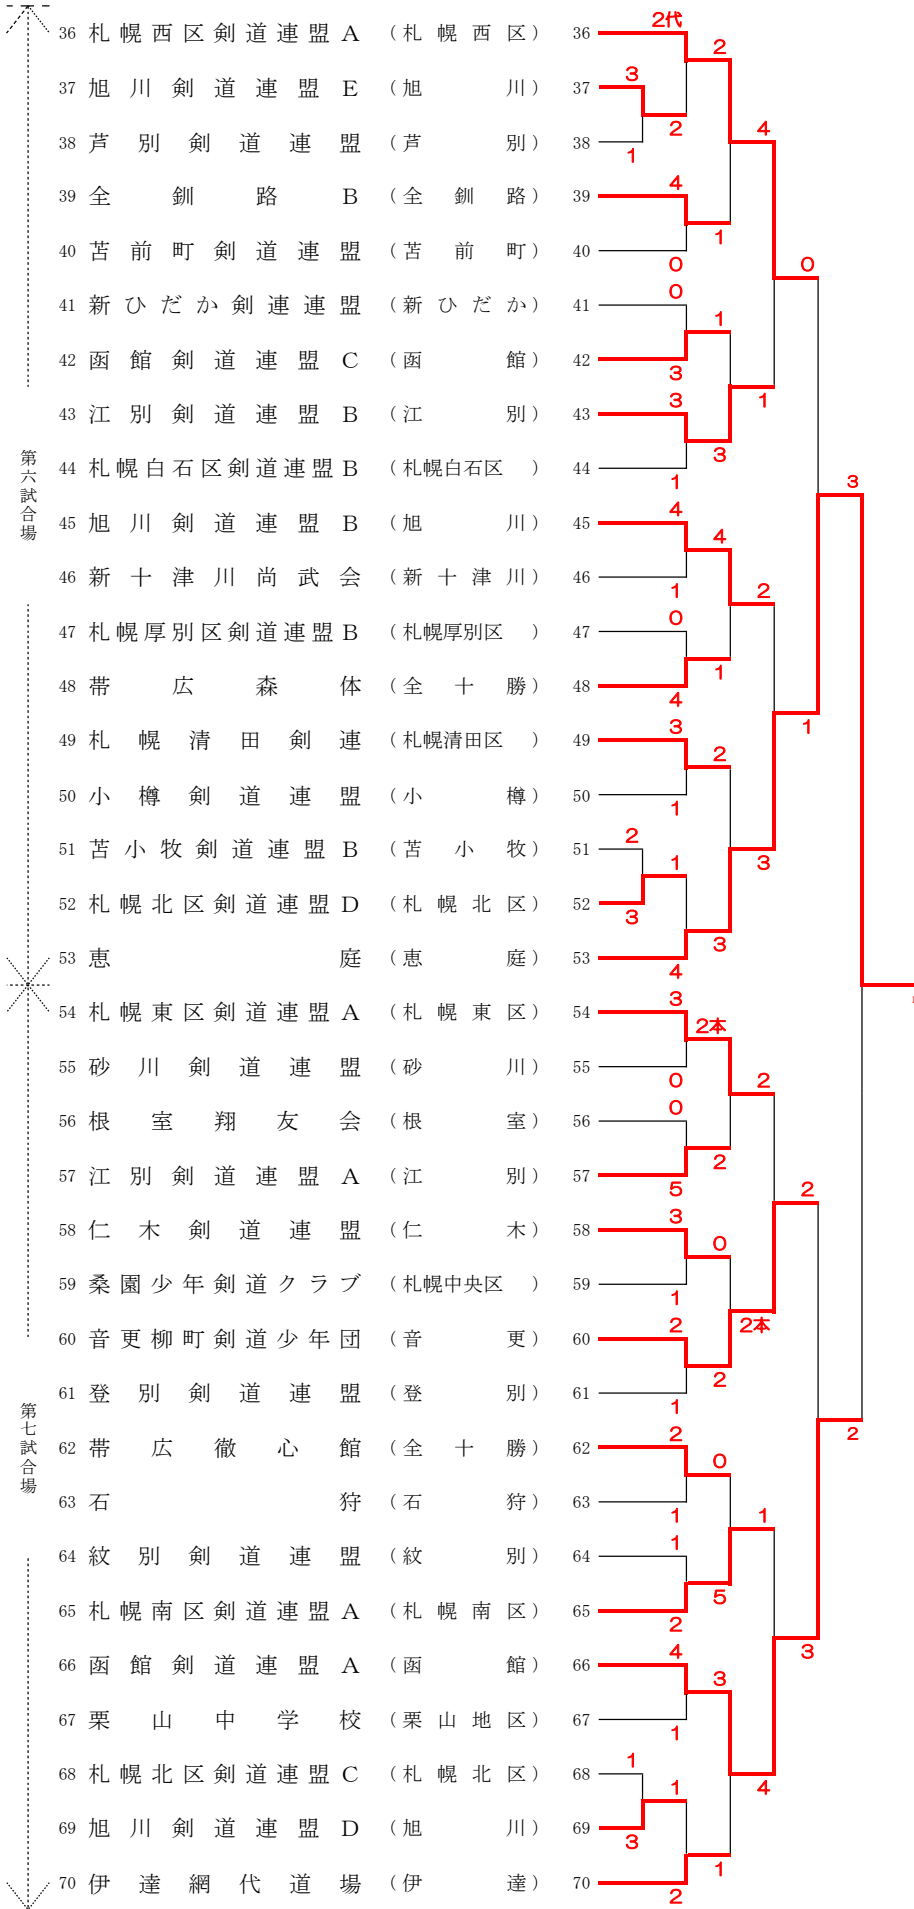 36 札幌西区剣道連盟A （札幌西区） 36 2代
2
37 旭川剣道連盟E （旭川） 37 3
2 4
38 芦別剣道連盟 （芦別） 38 1
39 全釧路B （全釧路） 39 4
1
40 苫前町剣道連盟 （苫前町） 40 0
0
41 新ひだか剣連連盟 （新ひだか） 41 0
1
42 函館剣道連盟C （函館） 42 3
1
43 江別剣道連盟B （江別） 43 3
3
44 札幌白石区剣道連盟B （札幌白石区） 44 1
3
第六試合場
45 旭川剣道連盟B （旭川） 45 4
4
46 新十津川尚武会 （新十津川） 46 1
2
47 札幌厚別区剣道連盟B （札幌厚別区） 47 0
1
48 帯広森体 （全十勝） 48 4
1
49 札幌清田剣連 （札幌清田区） 49 3
2
50 小樽剣道連盟 （小樽） 50 1
51 苫小牧剣道連盟B （苫小牧） 51 2
1 3
52 札幌北区剣道連盟D （札幌北区） 52 3
3
53 恵庭 （恵庭） 53 4
54 札幌東区剣道連盟A （札幌東区） 54 3
2本
55 砂川剣道連盟 （砂川） 55 0
2
56 根室翔友会 （根室） 56 0
2
57 江別剣道連盟A （江別） 57 5
2
58 仁木剣道連盟 （仁木） 58 3
0
59 桑園少年剣道クラブ （札幌中央区） 59 1
2本
60 音更柳町剣道少年団 （音更） 60 2
2
61 登別剣道連盟 （登別） 61 1
第七試合場
2
62 帯広徹心館 （全十勝） 62 2
0
63 石狩 （石狩） 63 1
1
64 紋別剣道連盟 （紋別） 64 1
5
65 札幌南区剣道連盟A （札幌南区） 65 2
3
66 函館剣道連盟A （函館） 66 4
3
67 栗山中学校 （栗山地区） 67 1
68 札幌北区剣道連盟C （札幌北区） 68 1
1 4
69 旭川剣道連盟D （旭川） 69 3
1
70 伊達網代道場 （伊達） 70 2